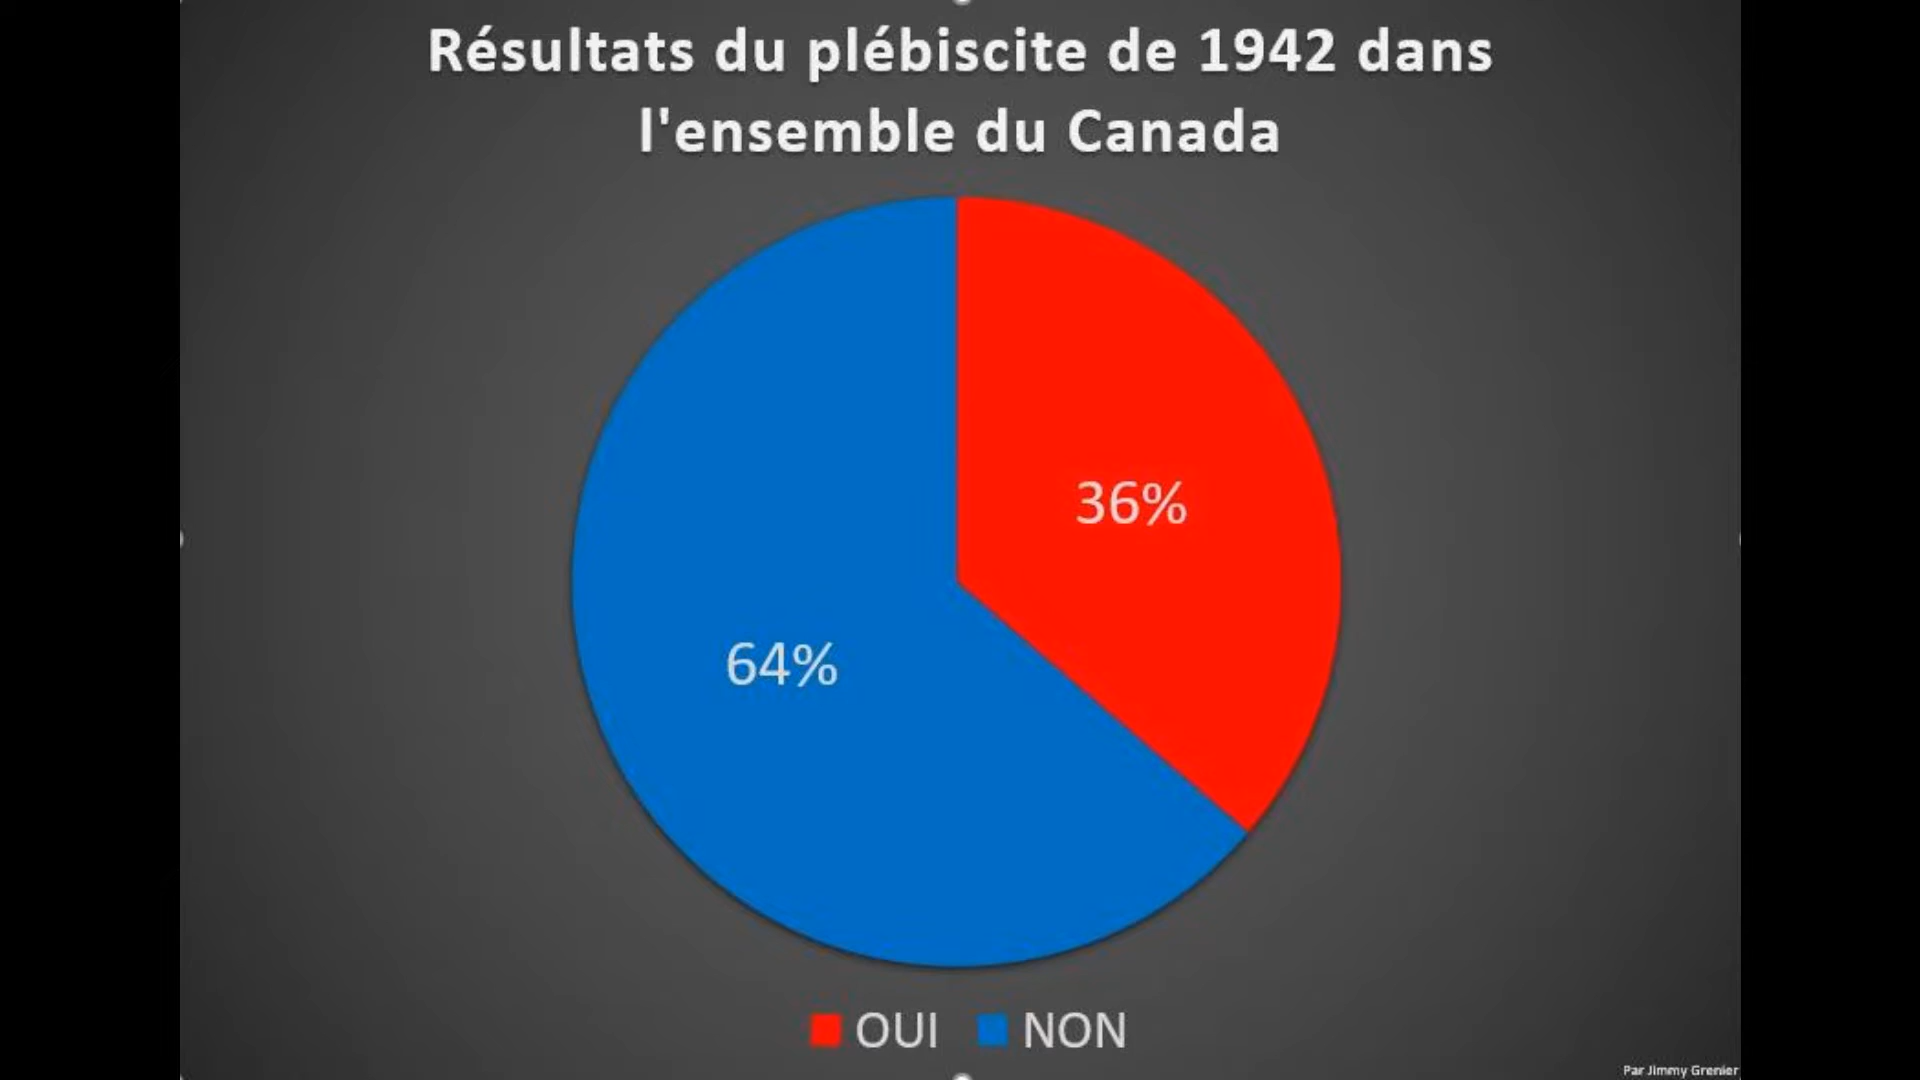 Résultats du plébiscite de 1942 dans
l'ensemble du Canada
36%
64%
OUI NON
Par Jimmy Grenier